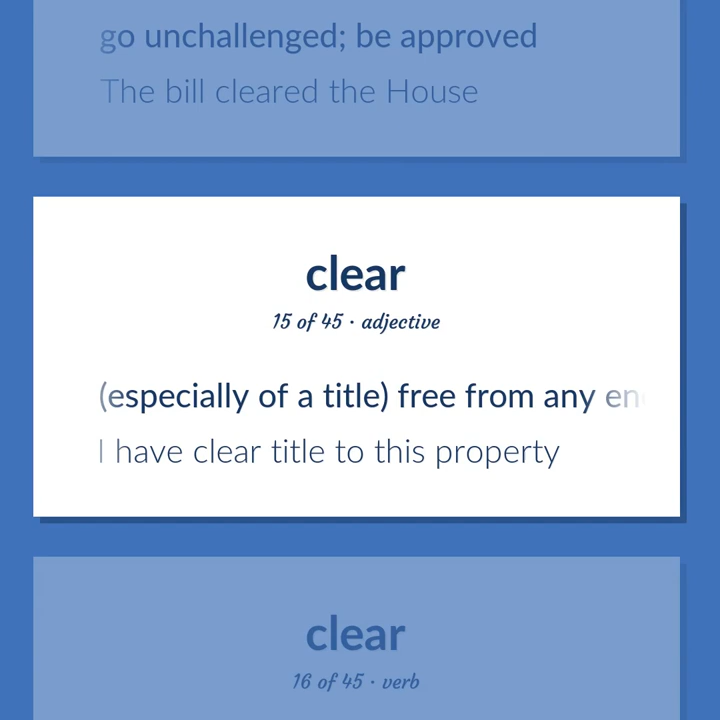 go unchallenged; be approved
The bill cleared the House
clear
15 of 45 · adjective
(especially of a title) free from any
I have clear title to this property
clear
16 of 45 · verb